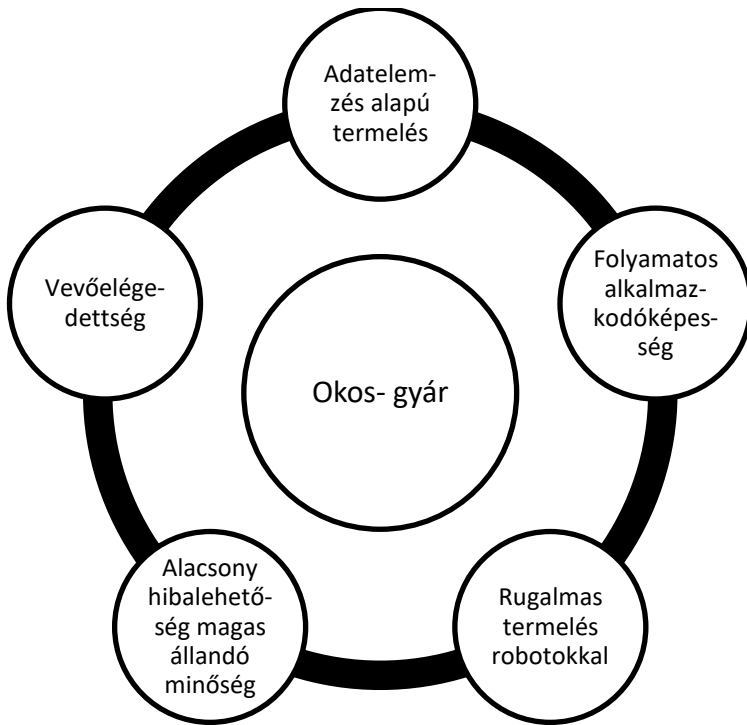 Adatelem-
zés alapú
termelés
Folyamatos
alkalmaz-
kodóképes-
ség
Rugalmas
termelés
robotokkal
Alacsony
hibalehető-
ség magas
állandó
minőség
Vevőelége-
dettség
Okos- gyár